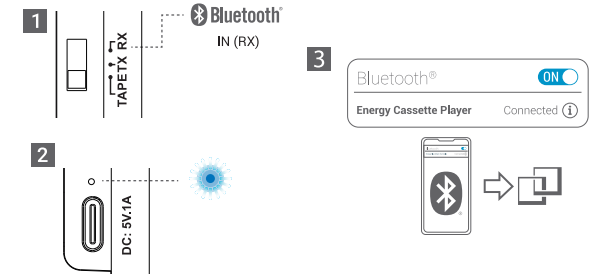 1
TAPE TX RX
Bluetooth®
IN (RX)
2
DC: 5V.1A
3
Bluetooth® ON
Energy Cassette Player Connected i